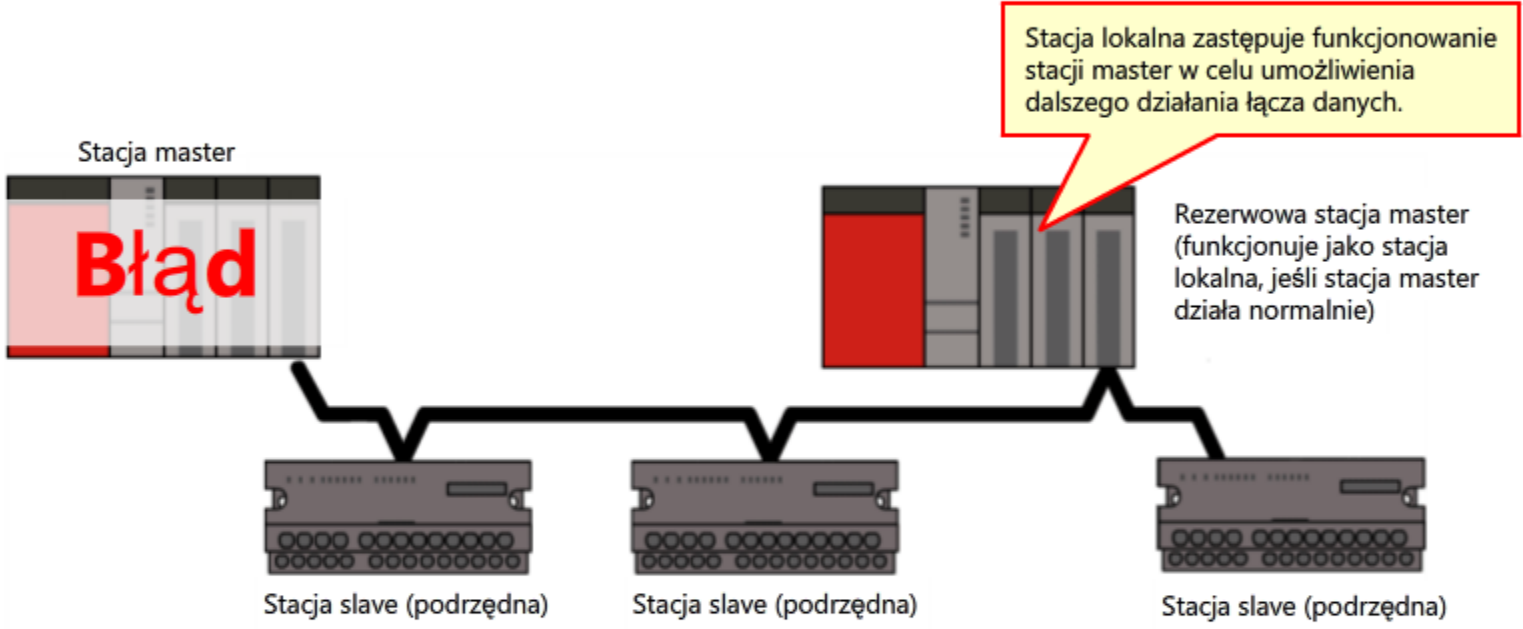 Stacja lokalna zastępuje funkcjonowanie
stacji master w celu umożliwienia
dalszego działania łącza danych.
Stacja master
Błąd
Rezerwowa stacja master
(funkcjonuje jako stacja
lokalna, jeśli stacja master
działa normalnie)
Stacja slave (podrzędna)
Stacja slave (podrzędna)
Stacja slave (podrzędna)